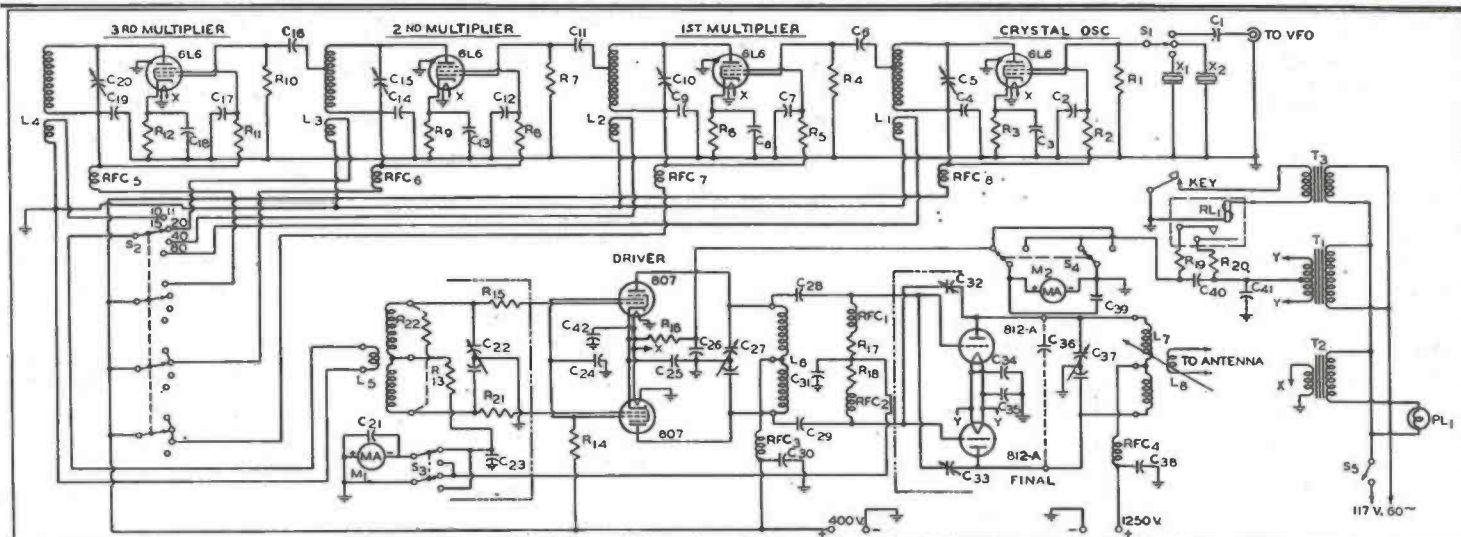 3RD MULTIPLIER
2ND MULTIPLIER
1ST MULTIPLIER
CRYSTAL OSC
C16
C11
C6
S1
C1
TO VFO
6L6
6L6
6L6
6L6
C20
R10
C15
R7
C10
R4
C5
R1
X1
X2
C19
X
C17
C14
X
C12
C9
X
C7
C4
X
C2
L4
R12
C18
R11
L3
R9
C13
R8
L2
R6
C8
R5
L1
R3
C3
R2
RFC5
RFC6
RFC7
RFC8
T3
KEY
RL1
10,11
15
20
40
80
S2
DRIVER
807
C32
M2
MA
S4
R19
R20
C40
C41
Y
Y
T1
R15
C28
C39
R22
C22
C42
R16
X
C26
C27
RFC1
812-A
C36
C37
L7
TO ANTENNA
L8
T2
X
L5
R13
C24
C25
L6
C31
R17
R18
C34
C35
R21
RFC2
Y
Y
PL1
C21
MA
M1
S3
C23
R14
807
RFC3
C30
C29
812-A
C33
FINAL
RFC4
C38
S5
400V.
+
-
-
1250V.
+
117 V. 60~